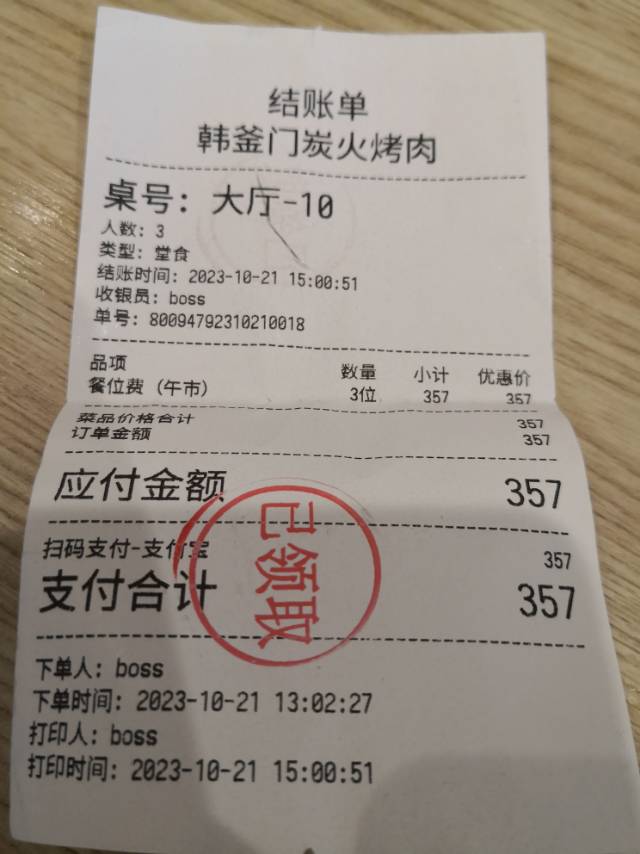 结账单
韩釜门炭火烤肉
桌号：大厅-10
人数：3
类型：堂食
结账时间：2023-10-21 15:00:51
收银员：boss
单号：80094792310210018
品项 数量 小计 优惠价
餐位费（午市） 3位 357 357
菜品价格合计 357
订单金额 357
应付金额 357
扫码支付-支付宝 357
支付合计 357
已领取
下单人：boss
下单时间：2023-10-21 13:02:27
打印人：boss
打印时间：2023-10-21 15:00:51